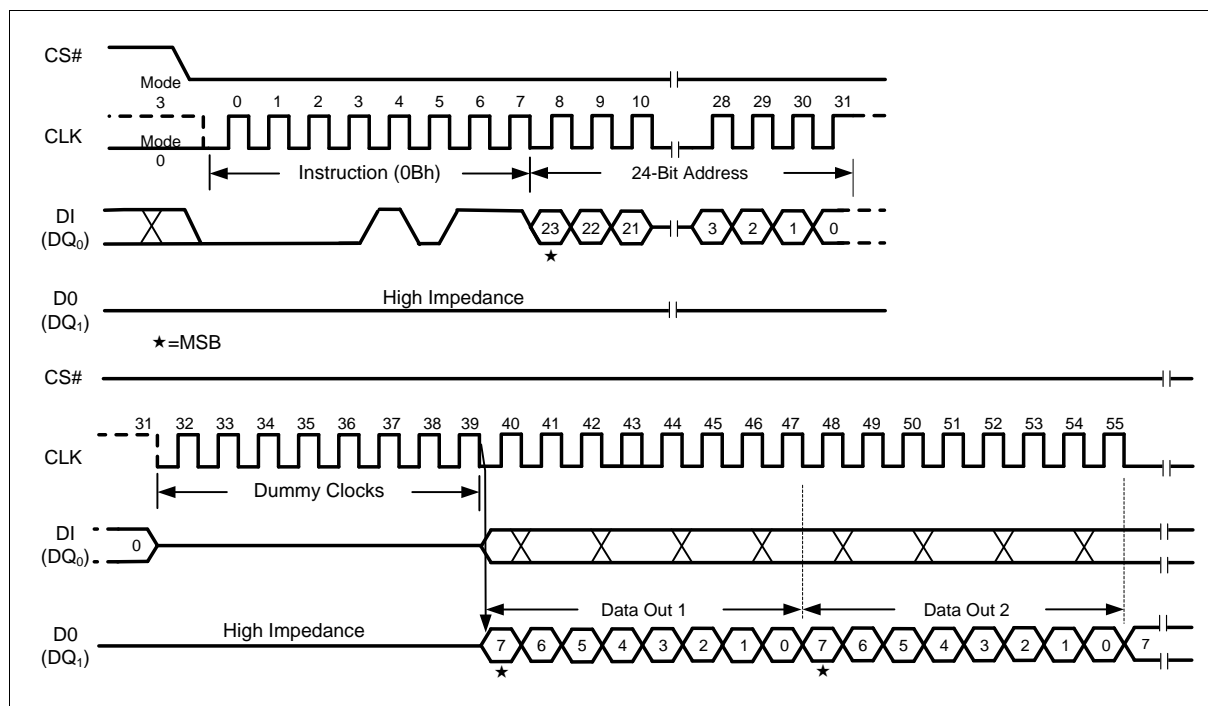 CS#
Mode
3
0 1 2 3 4 5 6 7 8 9 10 28 29 30 31
CLK
Mode
0
Instruction (0Bh) 24-Bit Address
DI
(DQ0)
23 22 21 3 2 1 0
★
D0
(DQ1)
High Impedance
★=MSB
CS#
31 32 33 34 35 36 37 38 39 40 41 42 43 44 45 46 47 48 49 50 51 52 53 54 55
CLK
Dummy Clocks
DI
(DQ0)
0
Data Out 1 Data Out 2
D0
(DQ1)
High Impedance
7 6 5 4 3 2 1 0 7 6 5 4 3 2 1 0 7
★ ★